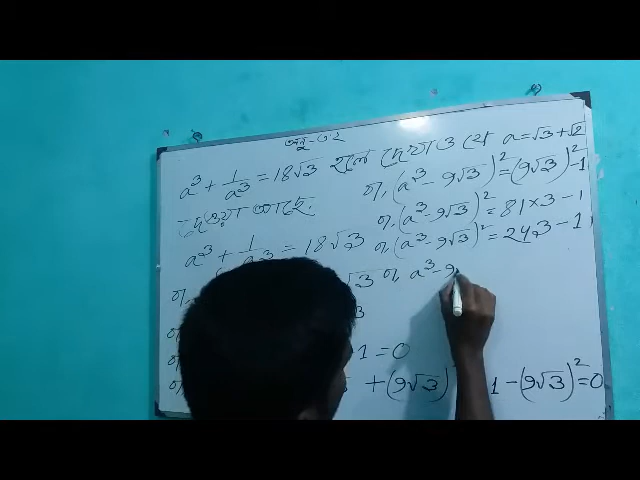 অনু-৩২
a³ + 1/a³ = 18√3 হলে দেখাও যে a = √3 + √2
দেওয়া আছে,
a³ + 1/a³ = 18√3
বা,
√3
3
বা,
বা, 1 = 0
বা, + (9√3)² 1 - (9√3)² = 0
বা, (a³ - 9√3)² = (9√3)² - 1
বা, (a³ - 9√3)² = 81 × 3 - 1
বা, (a³ - 9√3)² = 243 - 1
বা, a³ - 9